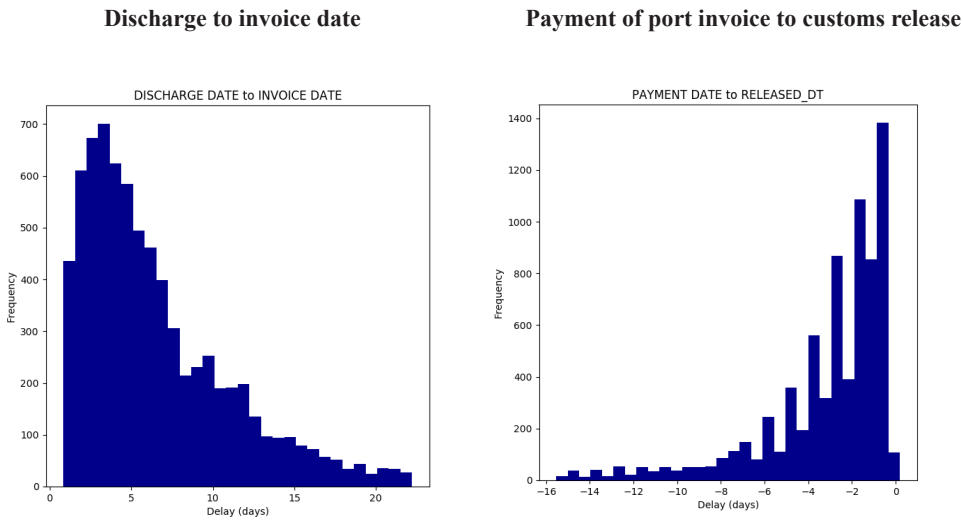 Discharge to invoice date
DISCHARGE DATE to INVOICE DATE
700
600
500
400
300
200
100
0
Frequency
0 5 10 15 20
Delay (days)
Payment of port invoice to customs release
PAYMENT DATE to RELEASED_DT
1400
1200
1000
800
600
400
200
0
Frequency
−16 −14 −12 −10 −8 −6 −4 −2 0
Delay (days)